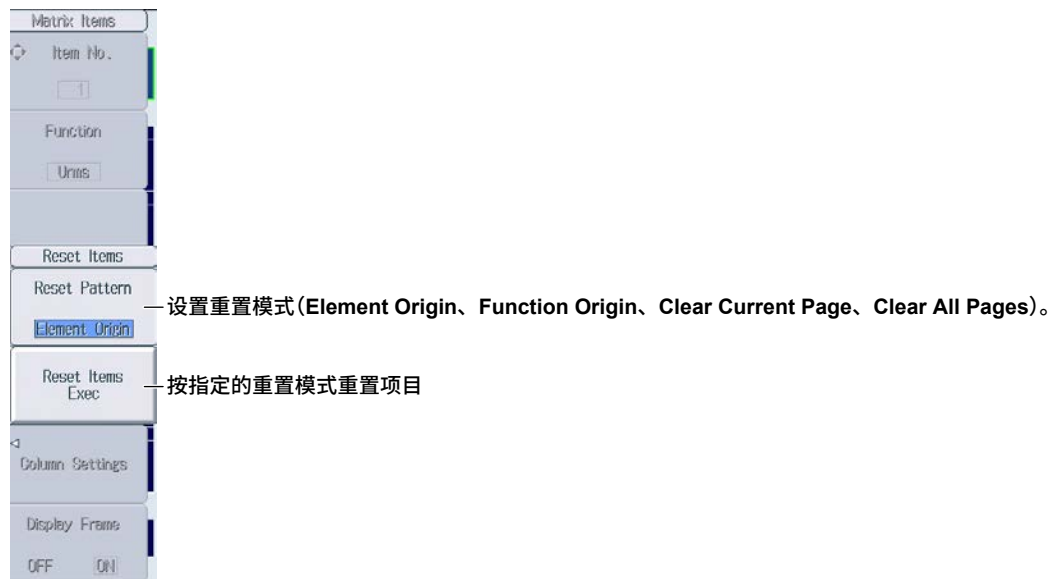 Matrix Items
Item No.
1
Function
Urms
Reset Items
Reset Pattern
Element Origin
设置重置模式(Element Origin、Function Origin、Clear Current Page、Clear All Pages)。
Reset Items
Exec
按指定的重置模式重置项目
Column Settings
Display Frame
OFF ON